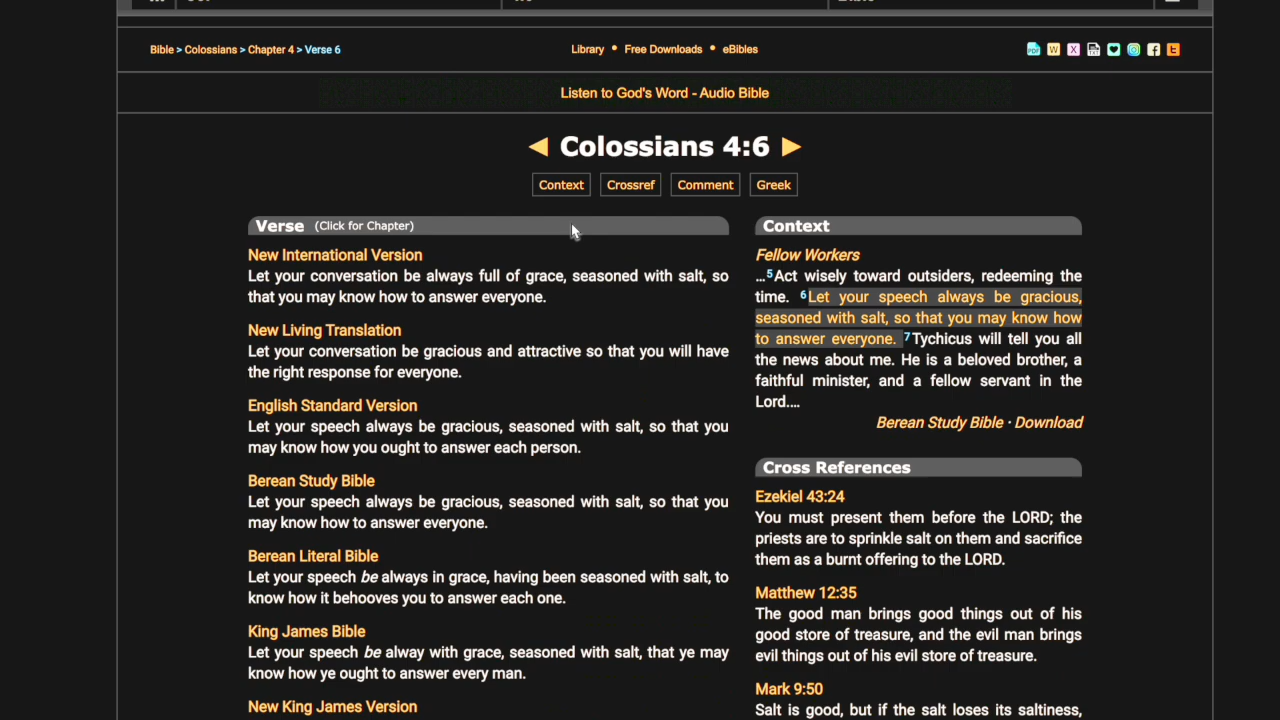 Bible > Colossians > Chapter 4 > Verse 6
Library • Free Downloads • eBibles
Listen to God's Word - Audio Bible
◄ Colossians 4:6 ►
Context
Crossref
Comment
Greek
Verse (Click for Chapter)
New International Version
Let your conversation be always full of grace, seasoned with salt, so
that you may know how to answer everyone.
New Living Translation
Let your conversation be gracious and attractive so that you will have
the right response for everyone.
English Standard Version
Let your speech always be gracious, seasoned with salt, so that you
may know how you ought to answer each person.
Berean Study Bible
Let your speech always be gracious, seasoned with salt, so that you
may know how to answer everyone.
Berean Literal Bible
Let your speech be always in grace, having been seasoned with salt, to
know how it behooves you to answer each one.
King James Bible
Let your speech be alway with grace, seasoned with salt, that ye may
know how ye ought to answer every man.
New King James Version
Context
Fellow Workers
…5Act wisely toward outsiders, redeeming the
time. 6Let your speech always be gracious,
seasoned with salt, so that you may know how
to answer everyone. 7Tychicus will tell you all
the news about me. He is a beloved brother, a
faithful minister, and a fellow servant in the
Lord.…
Berean Study Bible · Download
Cross References
Ezekiel 43:24
You must present them before the LORD; the
priests are to sprinkle salt on them and sacrifice
them as a burnt offering to the LORD.
Matthew 12:35
The good man brings good things out of his
good store of treasure, and the evil man brings
evil things out of his evil store of treasure.
Mark 9:50
Salt is good, but if the salt loses its saltiness,